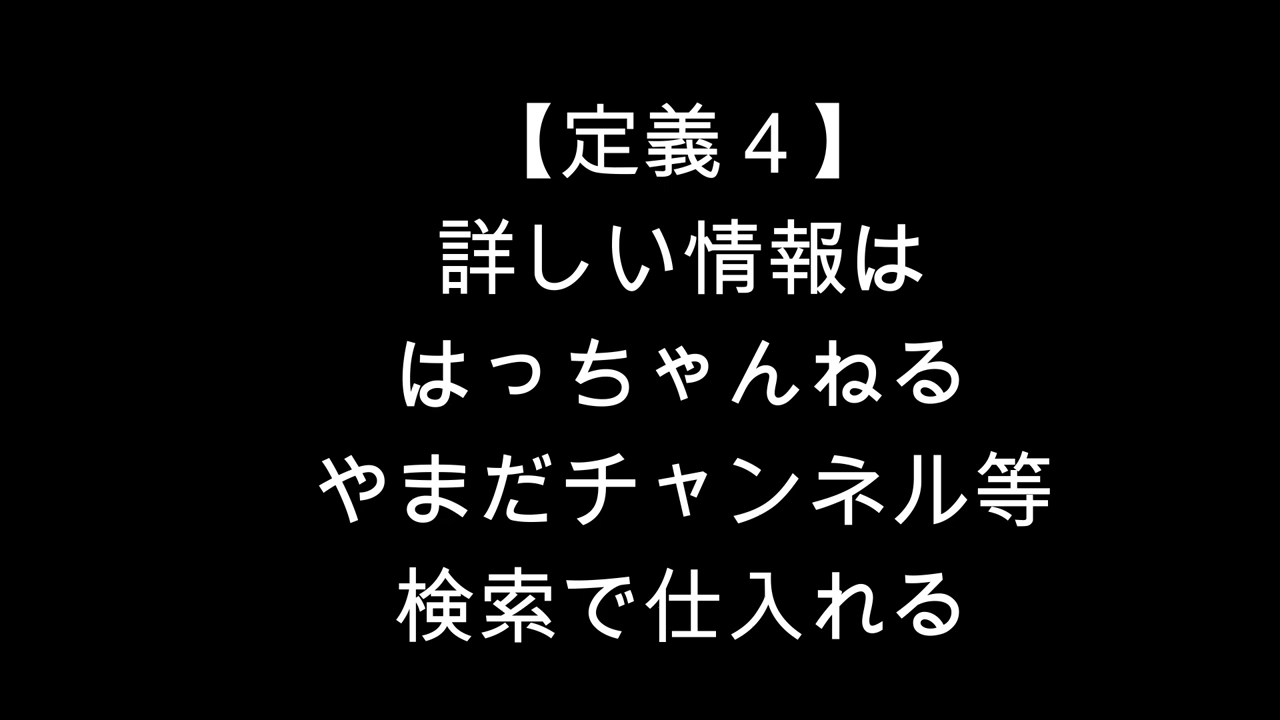 【定義4】
詳しい情報は
はっちゃんねる
やまだチャンネル等
検索で仕入れる